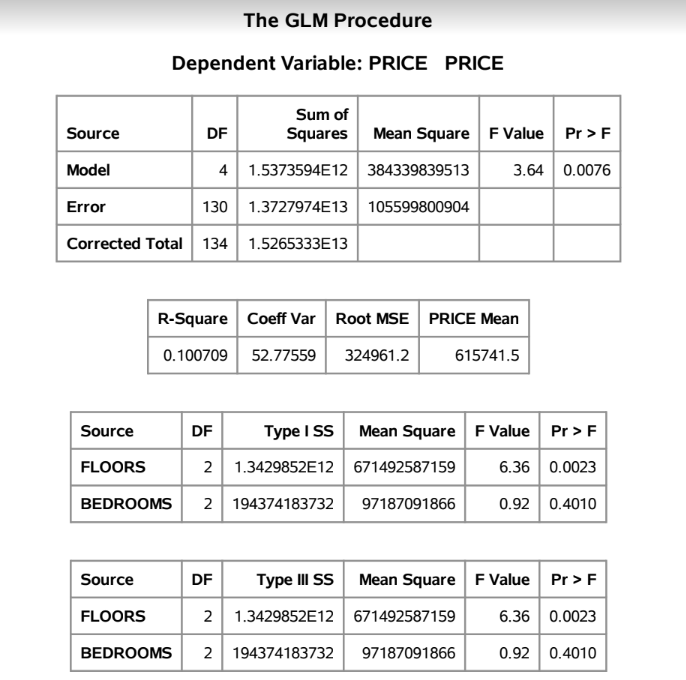 The GLM Procedure
Dependent Variable: PRICE PRICE
Source DF Sum of Squares Mean Square F Value Pr > F
Model 4 1.5373594E12 384339839513 3.64 0.0076
Error 130 1.3727974E13 105599800904
Corrected Total 134 1.5265333E13
R-Square Coeff Var Root MSE PRICE Mean
0.100709 52.77559 324961.2 615741.5
Source DF Type I SS Mean Square F Value Pr > F
FLOORS 2 1.3429852E12 671492587159 6.36 0.0023
BEDROOMS 2 194374183732 97187091866 0.92 0.4010
Source DF Type III SS Mean Square F Value Pr > F
FLOORS 2 1.3429852E12 671492587159 6.36 0.0023
BEDROOMS 2 194374183732 97187091866 0.92 0.4010